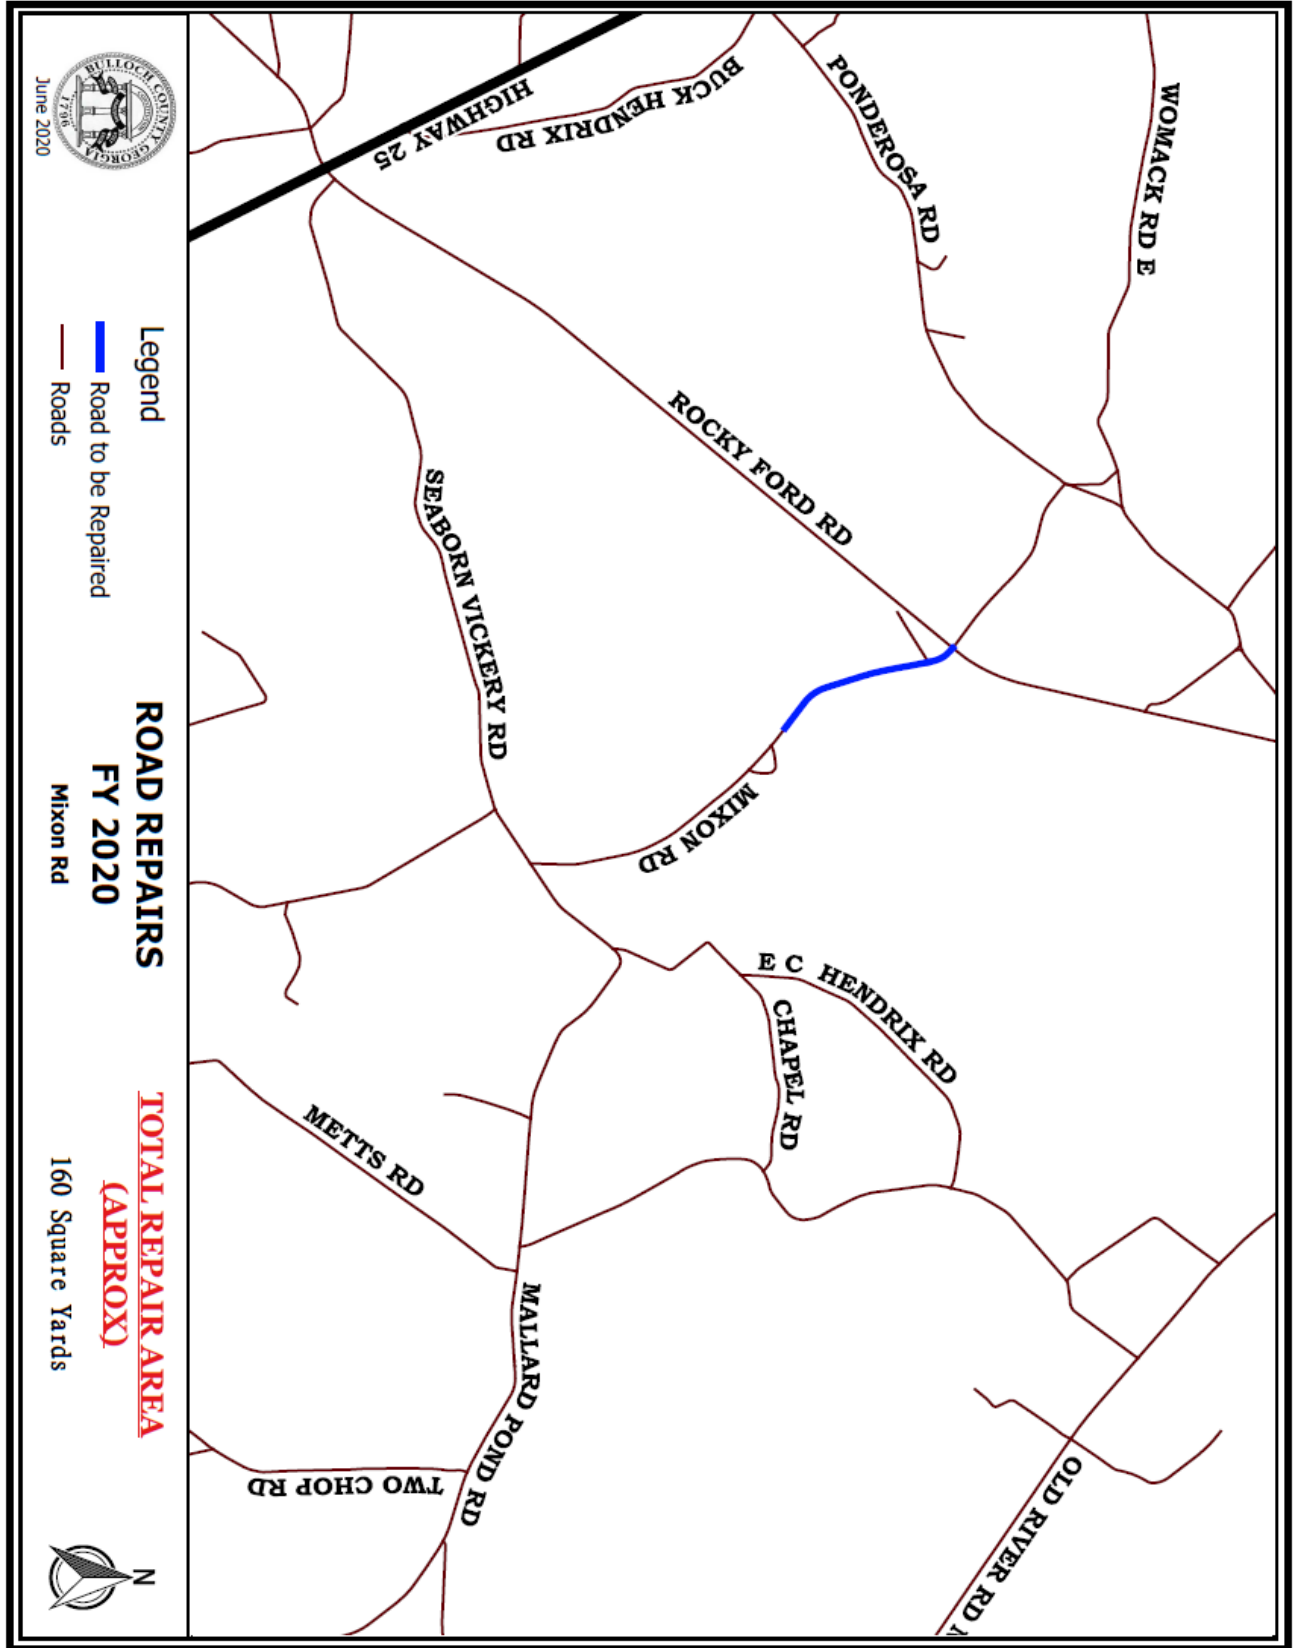 WOMACK RD E
PONDEROSA RD
BUCK HENDRIX RD
HIGHWAY 25
ROCKY FORD RD
SEABORN VICKERY RD
MIXON RD
E C HENDRIX RD
CHAPEL RD
METTS RD
MALLARD POND RD
TWO CHOP RD
OLD RIVER RD N
BULLOCH COUNTY GEORGIA
1796
June 2020
Legend
Road to be Repaired
Roads
ROAD REPAIRS
FY 2020
Mixon Rd
TOTAL REPAIR AREA
(APPROX)
160 Square Yards
N